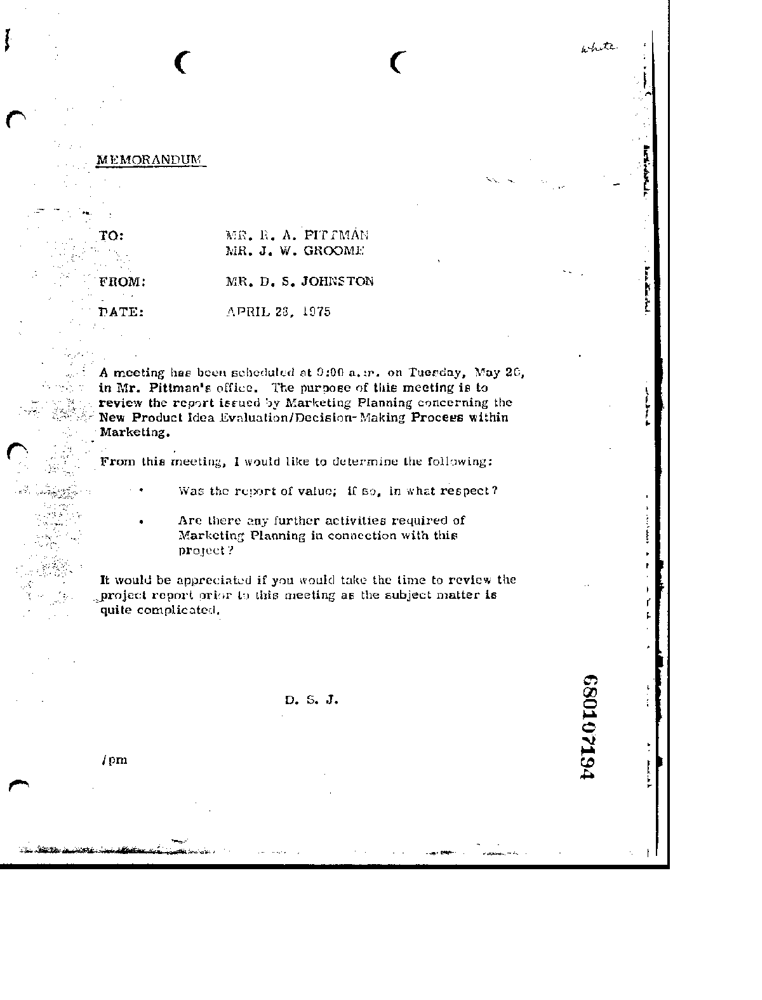 white
MEMORANDUM
TO: MR. R. A. PITTMAN
MR. J. W. GROOME
FROM: MR. D. S. JOHNSTON
DATE: APRIL 28, 1975
A meeting has been scheduled at 9:00 a.m. on Tuesday, May 20,
in Mr. Pittman's office. The purpose of this meeting is to
review the report issued by Marketing Planning concerning the
New Product Idea Evaluation/Decision-Making Process within
Marketing.
From this meeting, I would like to determine the following:
• Was the report of value; if so, in what respect?
• Are there any further activities required of
Marketing Planning in connection with this
project?
It would be appreciated if you would take the time to review the
project report prior to this meeting as the subject matter is
quite complicated.
D. S. J.
/pm
680107194